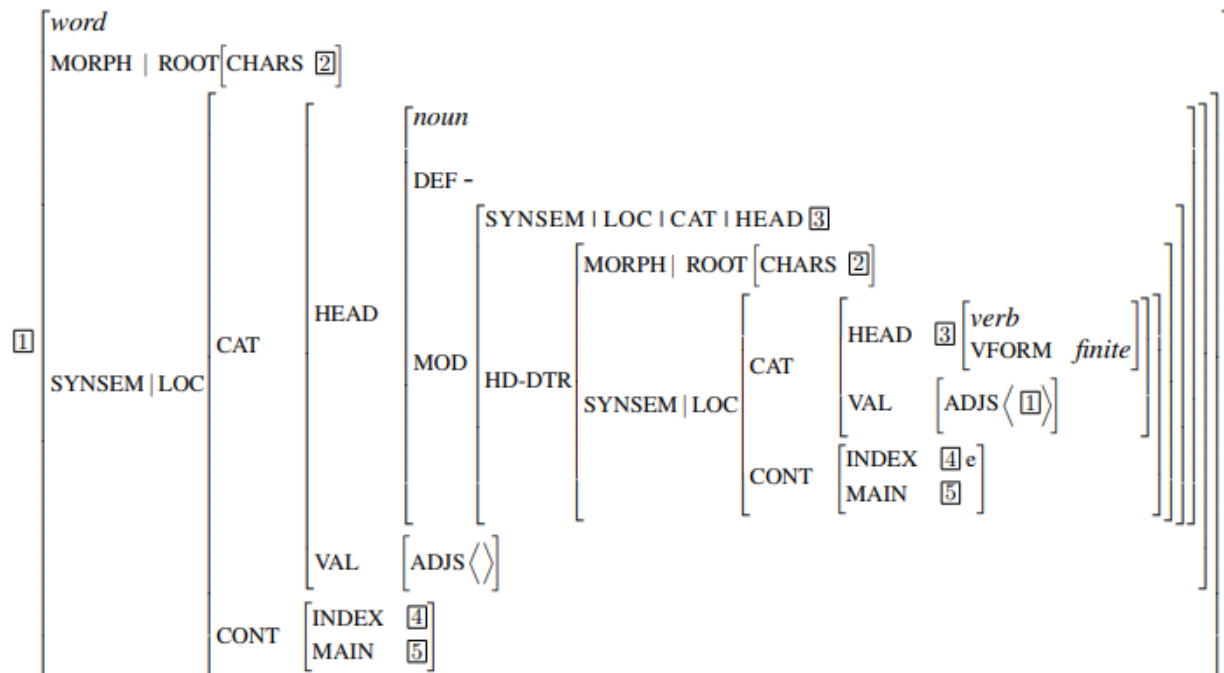 word
MORPH | ROOT[CHARS [2]]
noun
DEF -
SYNSEM | LOC | CAT | HEAD [3]
MORPH | ROOT [CHARS [2]]
HEAD [3] verb
HEAD
VFORM finite
[1]
CAT
MOD
HD-DTR
CAT
SYNSEM | LOC
SYNSEM | LOC
VAL [ADJS⟨[1]⟩]
CONT
INDEX [4] e
MAIN [5]
VAL [ADJS⟨⟩]
CONT
INDEX [4]
MAIN [5]